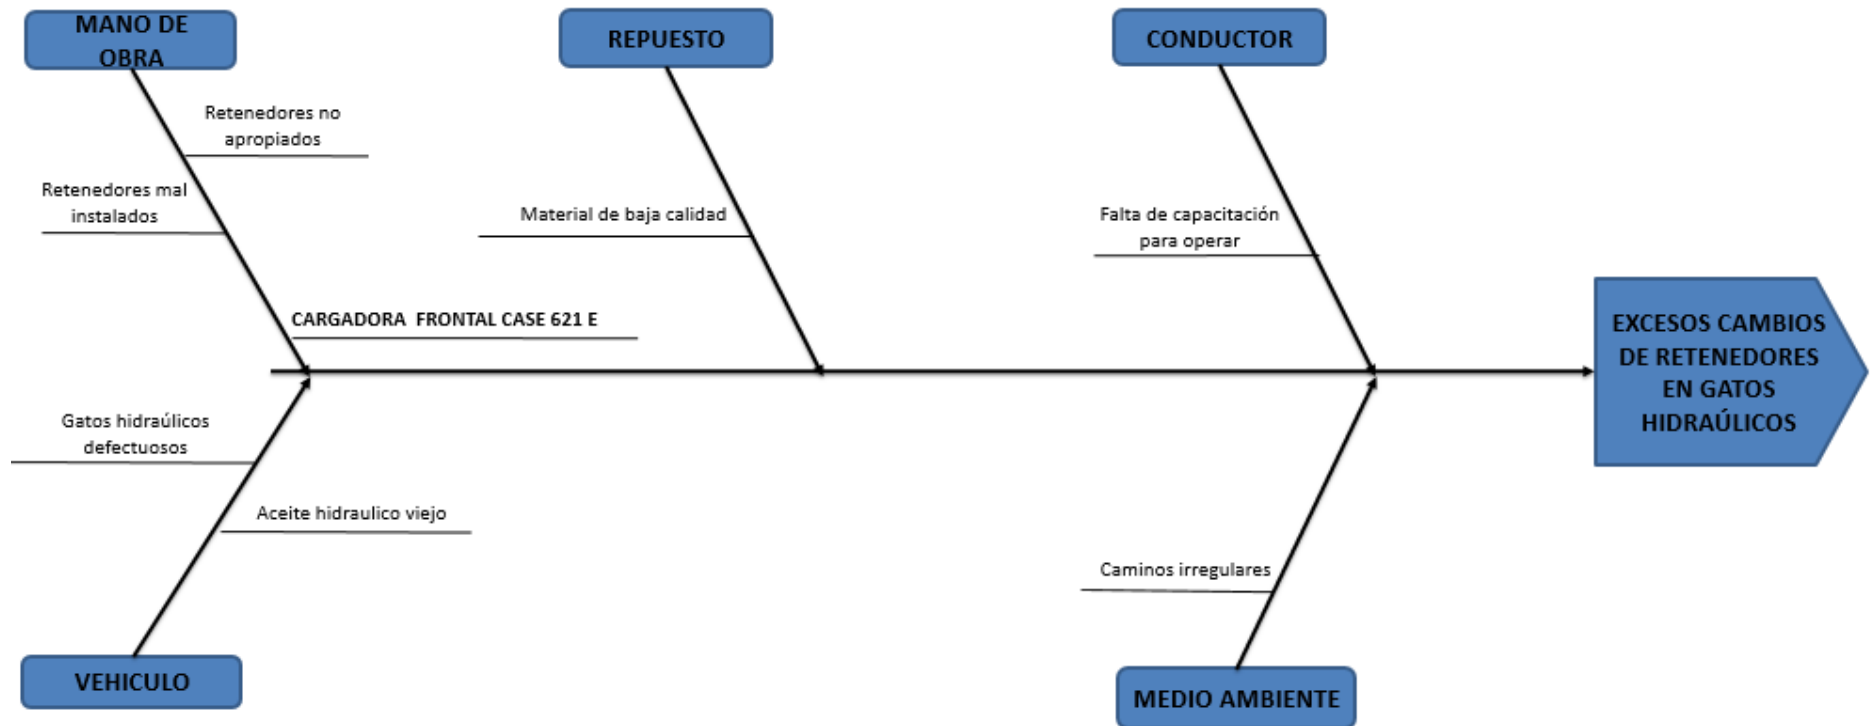 MANO DE
OBRA
REPUESTO
CONDUCTOR
Retenedores no
apropiados
Retenedores mal
instalados
Material de baja calidad
Falta de capacitación
para operar
CARGADORA FRONTAL CASE 621 E
EXCESOS CAMBIOS
DE RETENEDORES
EN GATOS
HIDRAÚLICOS
Gatos hidraúlicos
defectuosos
Aceite hidraulico viejo
Caminos irregulares
VEHICULO
MEDIO AMBIENTE